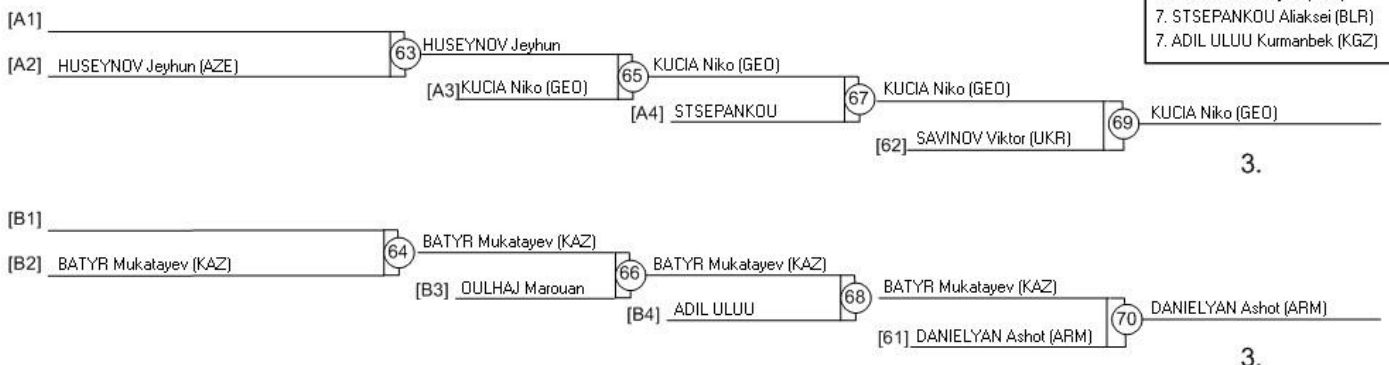 7. STSEPANKOU Aliaksei (BLR)
7. ADIL ULUU Kurmanbek (KGZ)
[A1]
[A2] HUSEYNOV Jeyhun (AZE)
63
HUSEYNOV Jeyhun
[A3] KUCIA Niko (GEO)
65
KUCIA Niko (GEO)
[A4] STSEPANKOU
67
KUCIA Niko (GEO)
[62] SAVINOV Viktor (UKR)
69
KUCIA Niko (GEO)
3.
[B1]
[B2] BATYR Mukatayev (KAZ)
64
BATYR Mukatayev (KAZ)
[B3] OULHAJ Marouan
66
BATYR Mukatayev (KAZ)
[B4] ADIL ULUU
68
BATYR Mukatayev (KAZ)
[61] DANIELYAN Ashot (ARM)
70
DANIELYAN Ashot (ARM)
3.